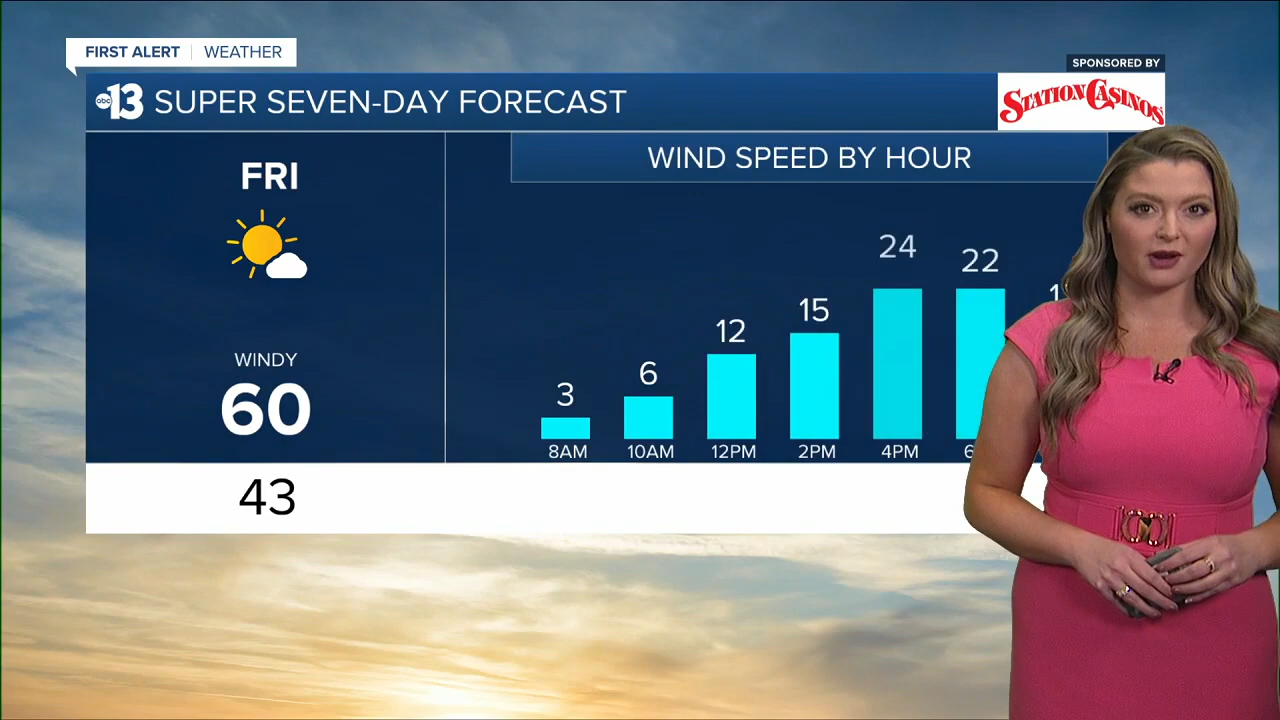 FIRST ALERT WEATHER
SPONSORED BY
abc 13 SUPER SEVEN-DAY FORECAST
STATION CASINOS
FRI
WIND SPEED BY HOUR
24
22
15
12
6
3
WINDY
60
8AM 10AM 12PM 2PM 4PM
43